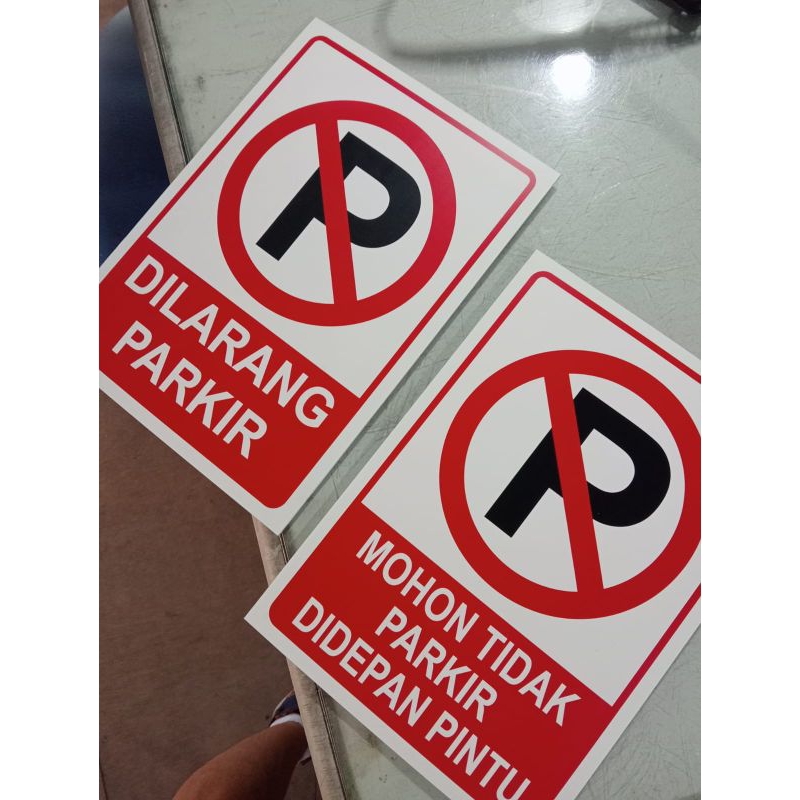 P
DILARANG
PARKIR
P
MOHON TIDAK
PARKIR
DIDEPAN PINTU